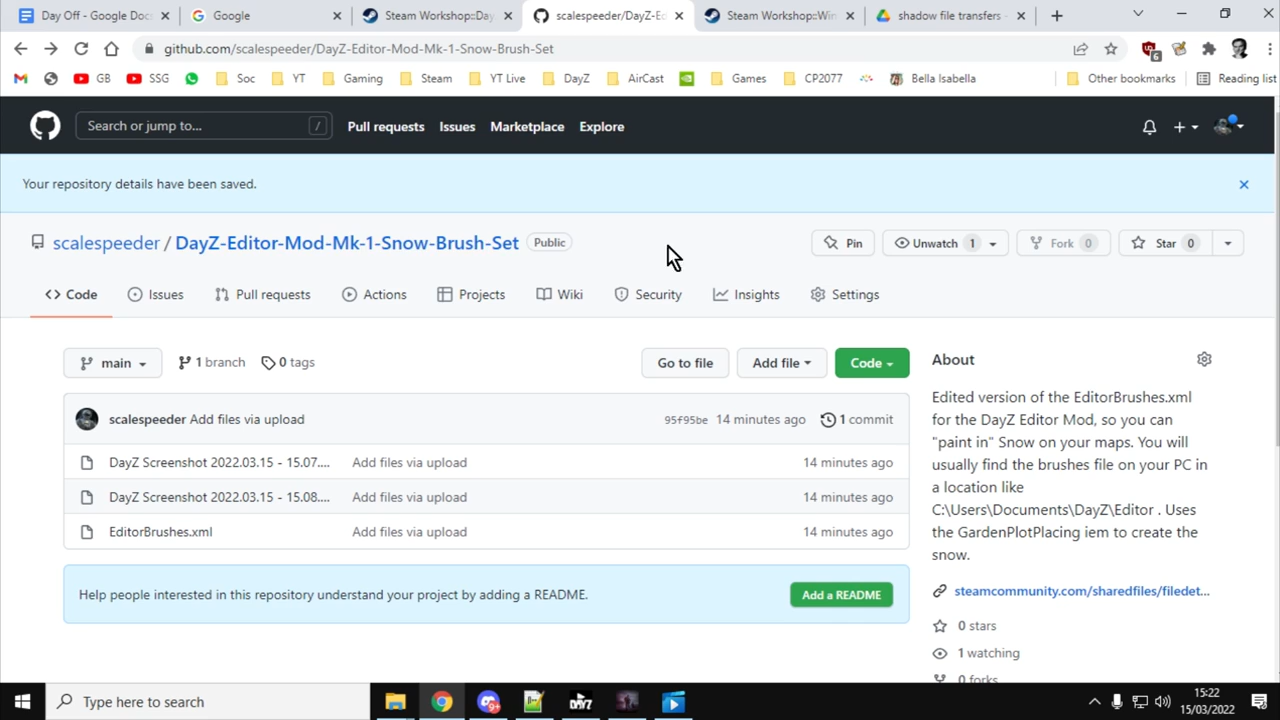 Day Off - Google Doc
Google
Steam Workshop::Da
scalespeeder/DayZ-Ed
Steam Workshop::Win
shadow file transfers -
github.com/scalespeeder/DayZ-Editor-Mod-Mk-1-Snow-Brush-Set
6
GB
SSG
Soc
YT
Gaming
Steam
YT Live
DayZ
AirCast
Games
CP2077
Bella Isabella
Other bookmarks
Reading list
Search or jump to...
/
Pull requests
Issues
Marketplace
Explore
Your repository details have been saved.
scalespeeder / DayZ-Editor-Mod-Mk-1-Snow-Brush-Set
Public
Pin
Unwatch 1
Fork 0
Star 0
Code
Issues
Pull requests
Actions
Projects
Wiki
Security
Insights
Settings
main
1 branch
0 tags
Go to file
Add file
Code
scalespeeder Add files via upload
95f95be 14 minutes ago
1 commit
DayZ Screenshot 2022.03.15 - 15.07.... Add files via upload 14 minutes ago
DayZ Screenshot 2022.03.15 - 15.08.... Add files via upload 14 minutes ago
EditorBrushes.xml Add files via upload 14 minutes ago
Help people interested in this repository understand your project by adding a README.
Add a README
About
Edited version of the EditorBrushes.xml
for the DayZ Editor Mod, so you can
"paint in" Snow on your maps. You will
usually find the brushes file on your PC in
a location like
C:\Users\Documents\DayZ\Editor . Uses
the GardenPlotPlacing iem to create the
snow.
steamcommunity.com/sharedfiles/filedet...
0 stars
1 watching
0 forks
Type here to search
DAYZ
15:22
15/03/2022